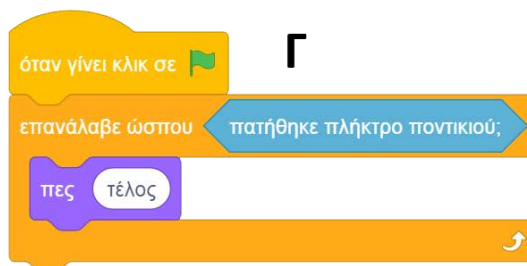 Γ
όταν γίνει κλικ σε
επανάλαβε ώσπου πατήθηκε πλήκτρο ποντικιού;
πες τέλος